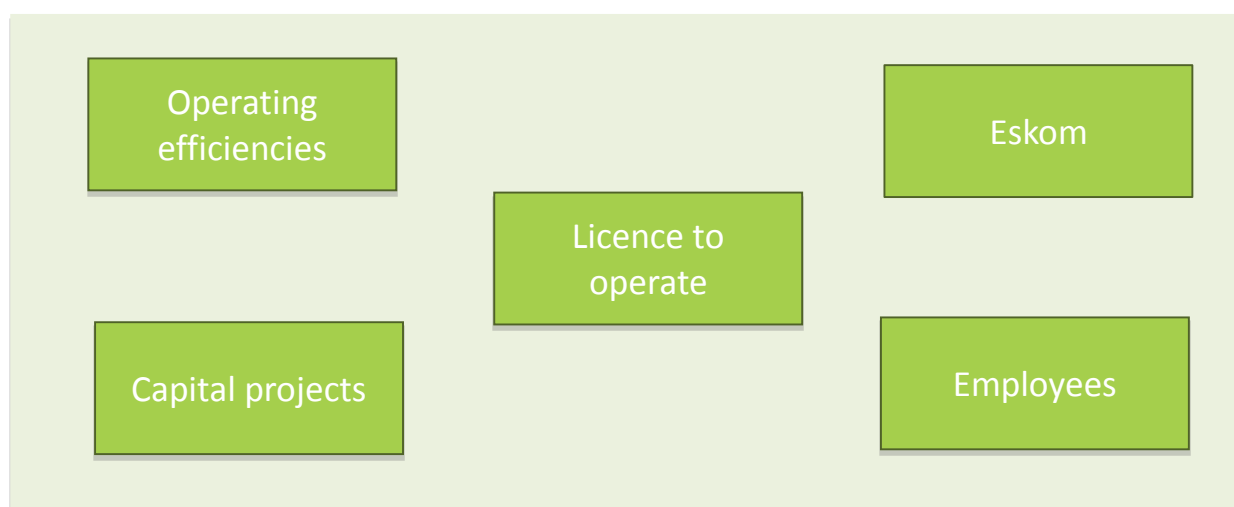 Operating
efficiencies
Eskom
Licence to
operate
Capital projects
Employees